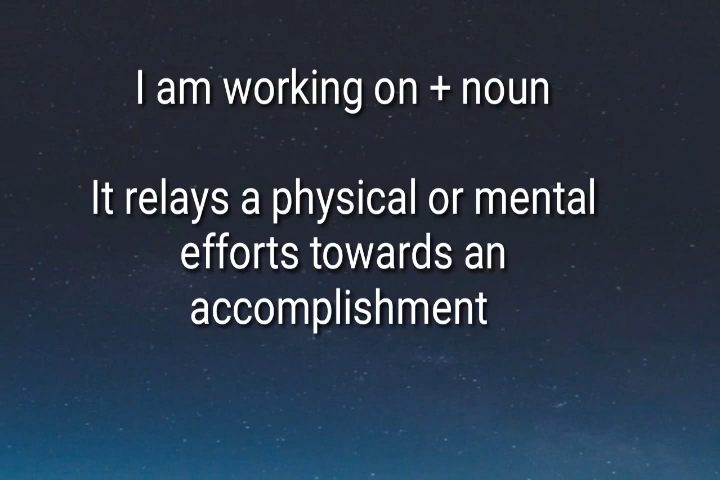 I am working on + noun
It relays a physical or mental
efforts towards an
accomplishment